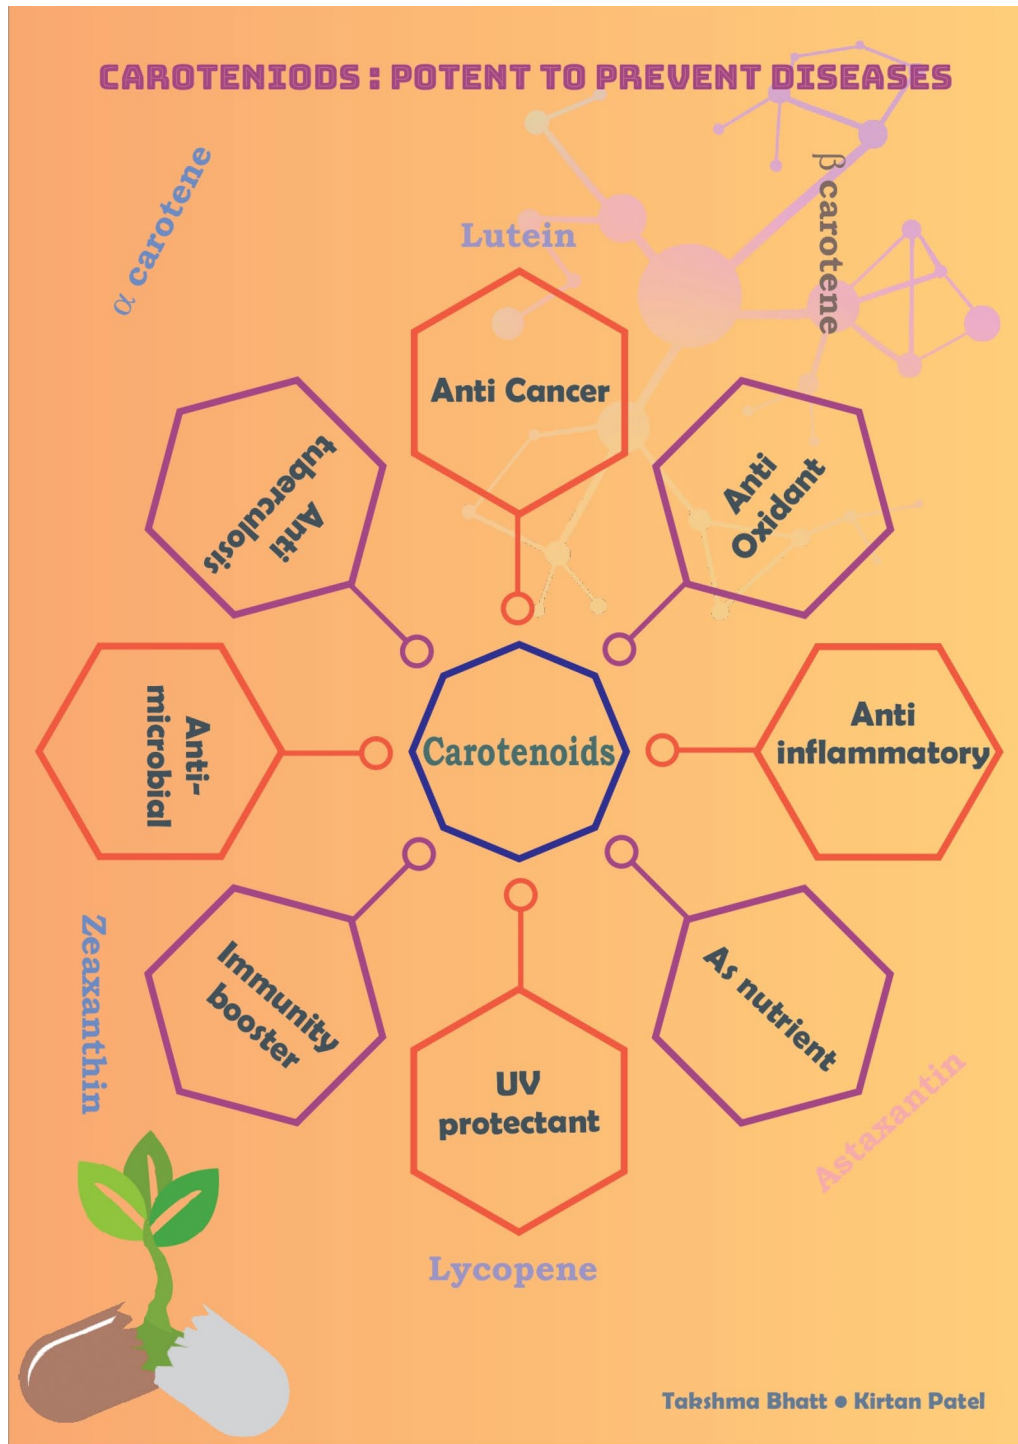 CAROTENIODS : POTENT TO PREVENT DISEASES
α carotene
Lutein
β carotene
Anti Cancer
Anti
tuberculosis
Anti
Oxidant
Anti-
microbial
Carotenoids
Anti
inflammatory
Immunity
booster
As nutrient
UV
protectant
Zeaxanthin
Astaxantin
Lycopene
Takshma Bhatt ● Kirtan Patel